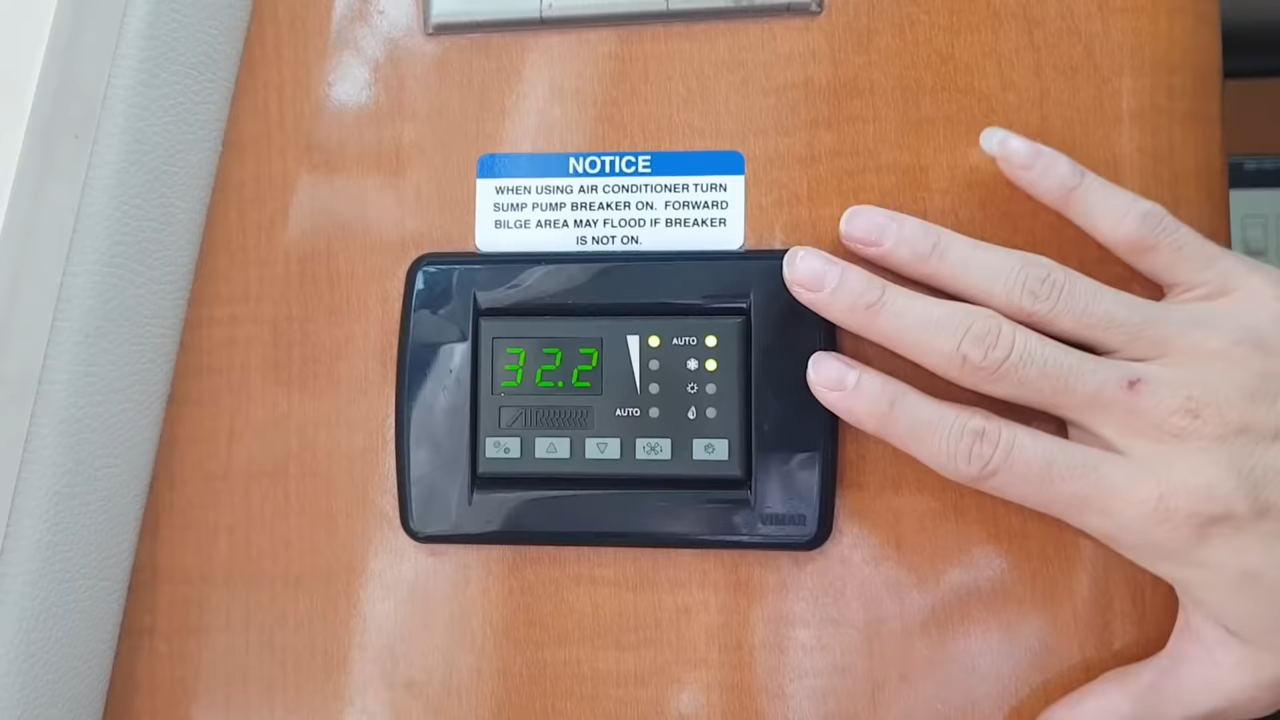 NOTICE
WHEN USING AIR CONDITIONER TURN
SUMP PUMP BREAKER ON. FORWARD
BILGE AREA MAY FLOOD IF BREAKER
IS NOT ON.
32.2
AUTO
AUTO
VIMAR